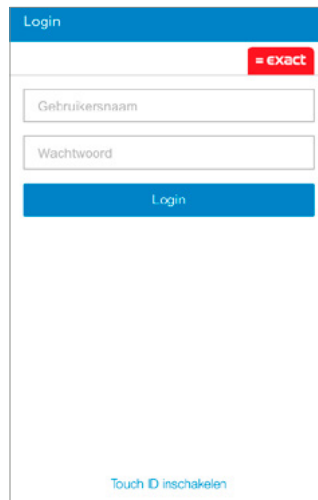 Login
= exact
Gebruikersnaam
Wachtwoord
Login
Touch ID inschakelen